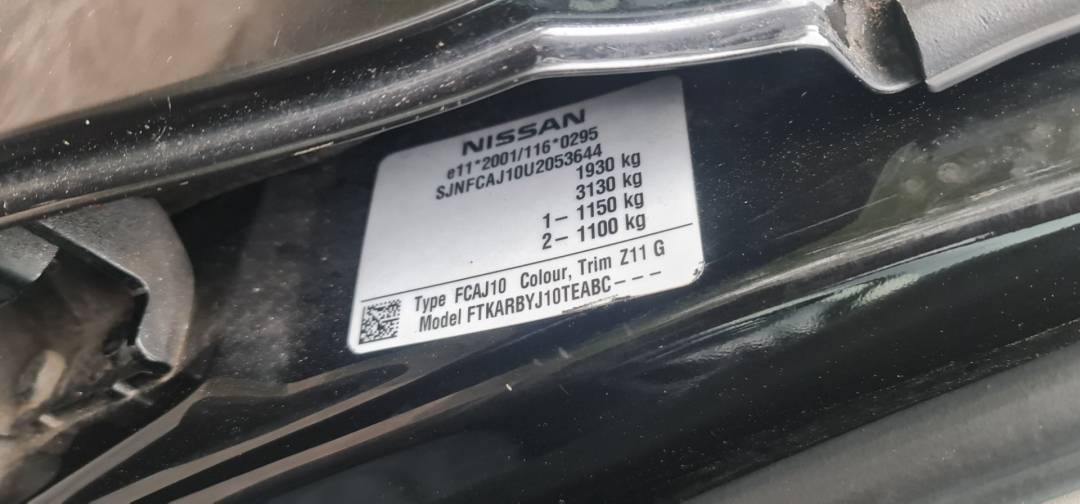 NISSAN
e11*2001/116*0295
SJNFCAJ10U2053644
1930 kg
3130 kg
1– 1150 kg
2– 1100 kg
Type FCAJ10 Colour, Trim Z11 G
Model FTKARBYJ10TEABC–––